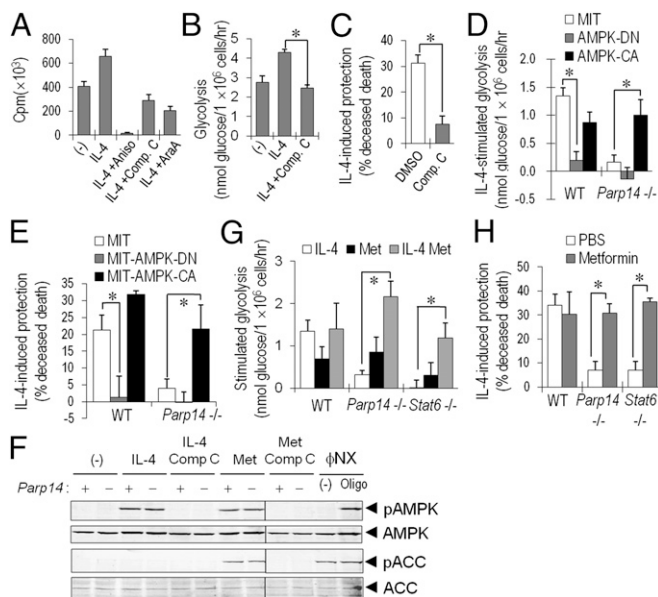 A
Cpm(×10³)
800
600
400
200
0
(-)
IL-4
IL-4 +Aniso
IL-4 +Comp. C
IL-4 +AraA
B
Glycolysis
(nmol glucose/1 × 10⁶ cells/hr)
6
5
4
3
2
1
0
*
(-)
IL-4
IL-4 +Comp. C
C
IL-4-induced protection
(% deceased death)
40
30
20
10
0
*
DMSO
Comp. C
D
MIT
AMPK-DN
AMPK-CA
IL-4-stimulated glycolysis
(nmol glucose/1 × 10⁶ cells/hr)
2.0
1.5
1.0
0.5
0.0
*
*
WT
Parp14 -/-
E
MIT
MIT-AMPK-DN
MIT-AMPK-CA
IL-4-induced protection
(% deceased death)
35
25
15
5
-5
*
*
WT
Parp14 -/-
G
IL-4
Met
IL-4 Met
Stimulated glycolysis
(nmol glucose/1 × 10⁶ cells/hr)
3
2
1
0
*
*
WT
Parp14 -/-
Stat6 -/-
H
PBS
Metformin
IL-4-induced protection
(% deceased death)
50
40
30
20
10
0
*
*
WT
Parp14
-/-
Stat6
-/-
F
(-)
IL-4
IL-4
Comp C
Met
Met
Comp C
ϕNX
(-) Oligo
Parp14 : + − + − + − + − + −
pAMPK
AMPK
pACC
ACC